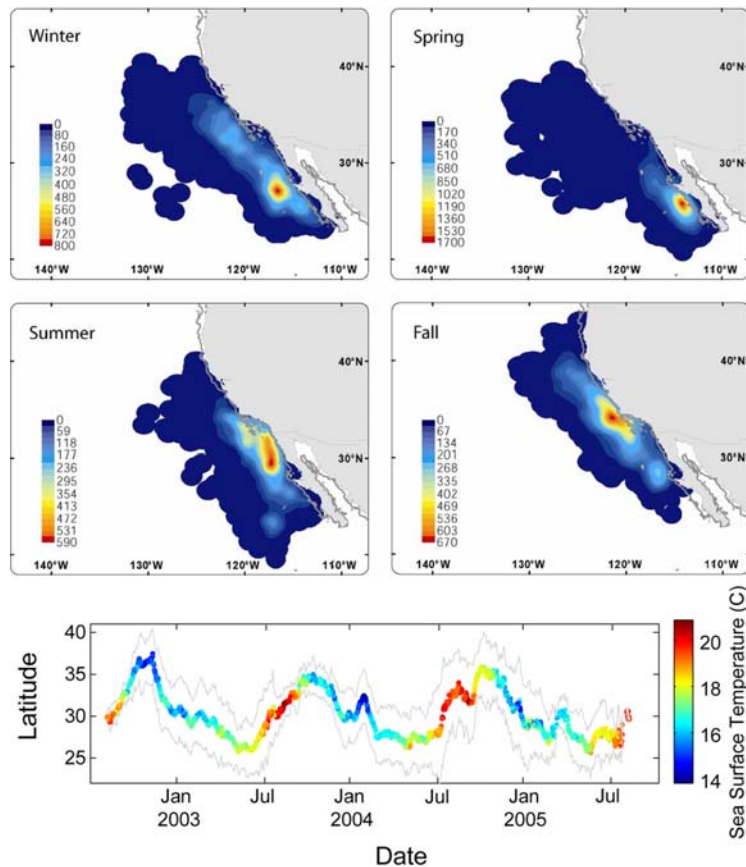 Winter
40°N
30°N
0
80
160
240
320
400
480
560
640
720
800
140°W
130°W
120°W
110°W
Spring
40°N
30°N
0
170
340
510
680
850
1020
1190
1360
1530
1700
140°W
130°W
120°W
110°W
Summer
40°N
30°N
0
59
118
177
236
295
354
413
472
531
590
140°W
130°W
120°W
110°W
Fall
40°N
30°N
0
67
134
201
268
335
402
469
536
603
670
140°W
130°W
120°W
110°W
Latitude
40
35
30
25
Jan Jul Jan Jul Jan Jul
2003 2004 2005
Date
20
18
16
14
Sea Surface Temperature (C)